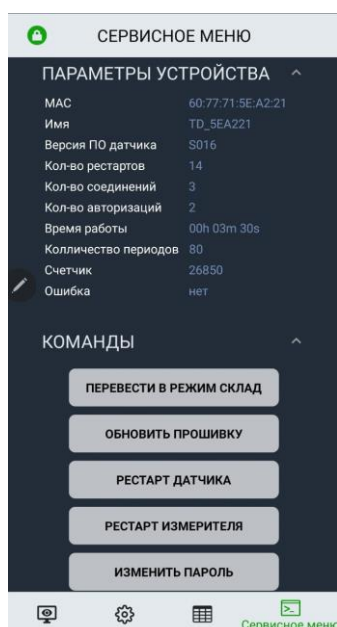 СЕРВИСНОЕ МЕНЮ
ПАРАМЕТРЫ УСТРОЙСТВА
MAC 60:77:71:5E:A2:21
Имя TD_5EA221
Версия ПО датчика S016
Кол-во рестартов 14
Кол-во соединений 3
Кол-во авторизаций 2
Время работы 00h 03m 30s
Колличество периодов 80
Счетчик 26850
Ошибка нет
КОМАНДЫ
ПЕРЕВЕСТИ В РЕЖИМ СКЛАД
ОБНОВИТЬ ПРОШИВКУ
РЕСТАРТ ДАТЧИКА
РЕСТАРТ ИЗМЕРИТЕЛЯ
ИЗМЕНИТЬ ПАРОЛЬ
Сервисное меню